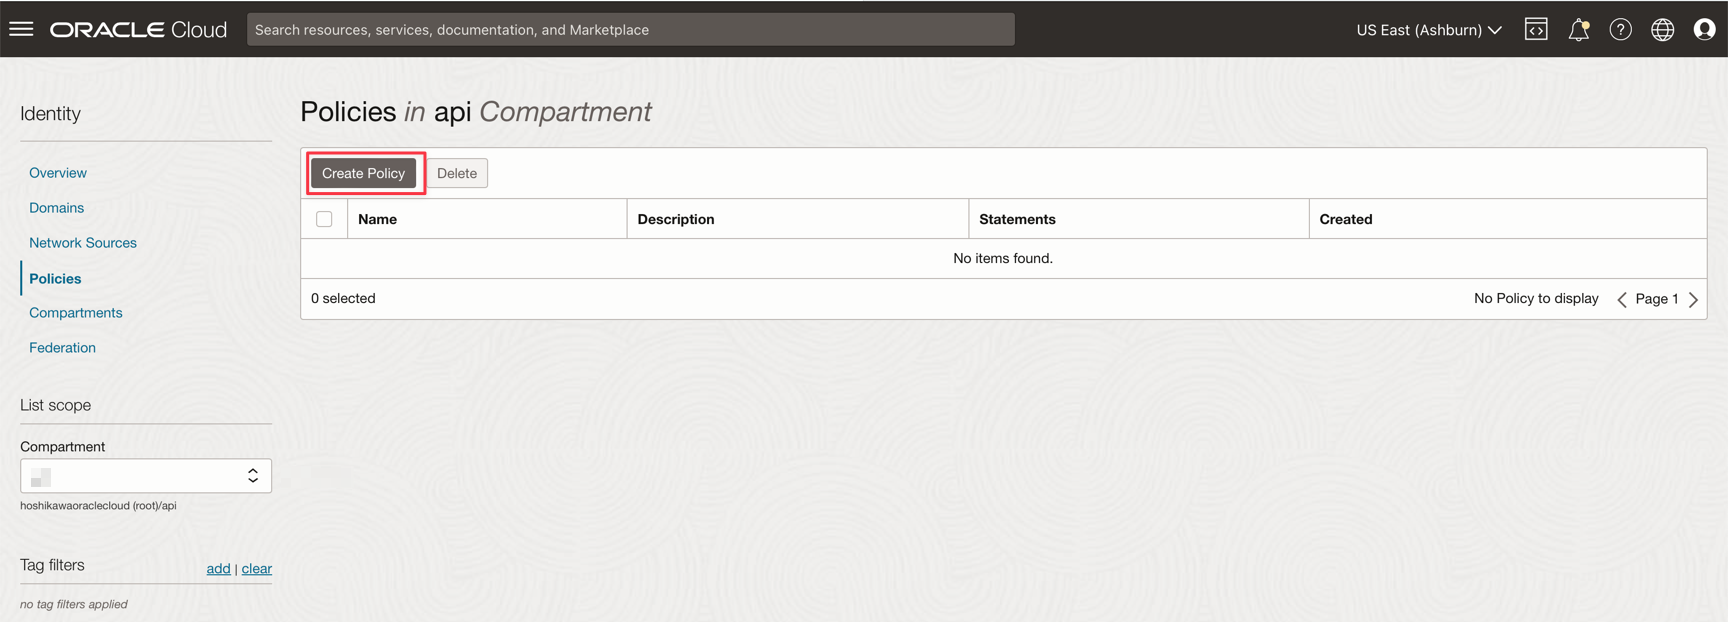 ORACLE Cloud
Search resources, services, documentation, and Marketplace
US East (Ashburn)
Identity
Overview
Domains
Network Sources
Policies
Compartments
Federation
List scope
Compartment
hoshikawaoraclecloud (root)/api
Tag filters
add | clear
no tag filters applied
Policies in api Compartment
Create Policy
Delete
Name
Description
Statements
Created
No items found.
0 selected
No Policy to display
Page 1